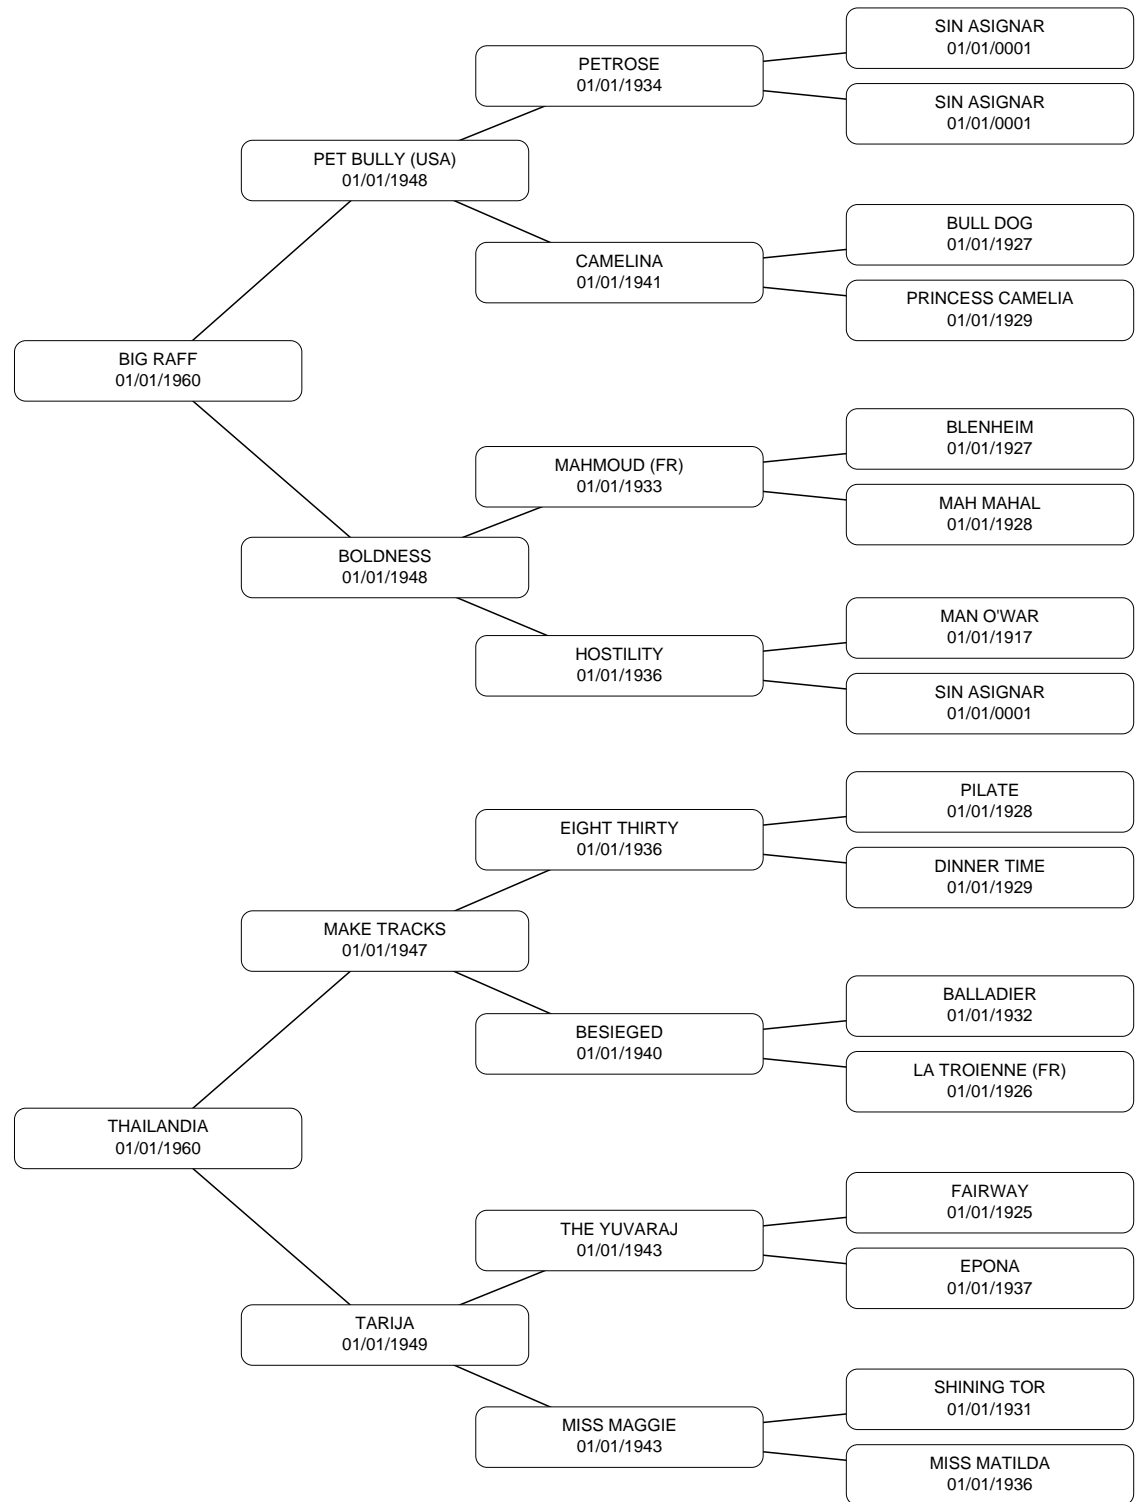 SIN ASIGNAR
01/01/0001
PETROSE
01/01/1934
SIN ASIGNAR
01/01/0001
PET BULLY (USA)
01/01/1948
BULL DOG
01/01/1927
CAMELINA
01/01/1941
PRINCESS CAMELIA
01/01/1929
BIG RAFF
01/01/1960
BLENHEIM
01/01/1927
MAHMOUD (FR)
01/01/1933
MAH MAHAL
01/01/1928
BOLDNESS
01/01/1948
MAN O'WAR
01/01/1917
HOSTILITY
01/01/1936
SIN ASIGNAR
01/01/0001
PILATE
01/01/1928
EIGHT THIRTY
01/01/1936
DINNER TIME
01/01/1929
MAKE TRACKS
01/01/1947
BALLADIER
01/01/1932
BESIEGED
01/01/1940
LA TROIENNE (FR)
01/01/1926
THAILANDIA
01/01/1960
FAIRWAY
01/01/1925
THE YUVARAJ
01/01/1943
EPONA
01/01/1937
TARIJA
01/01/1949
SHINING TOR
01/01/1931
MISS MAGGIE
01/01/1943
MISS MATILDA
01/01/1936